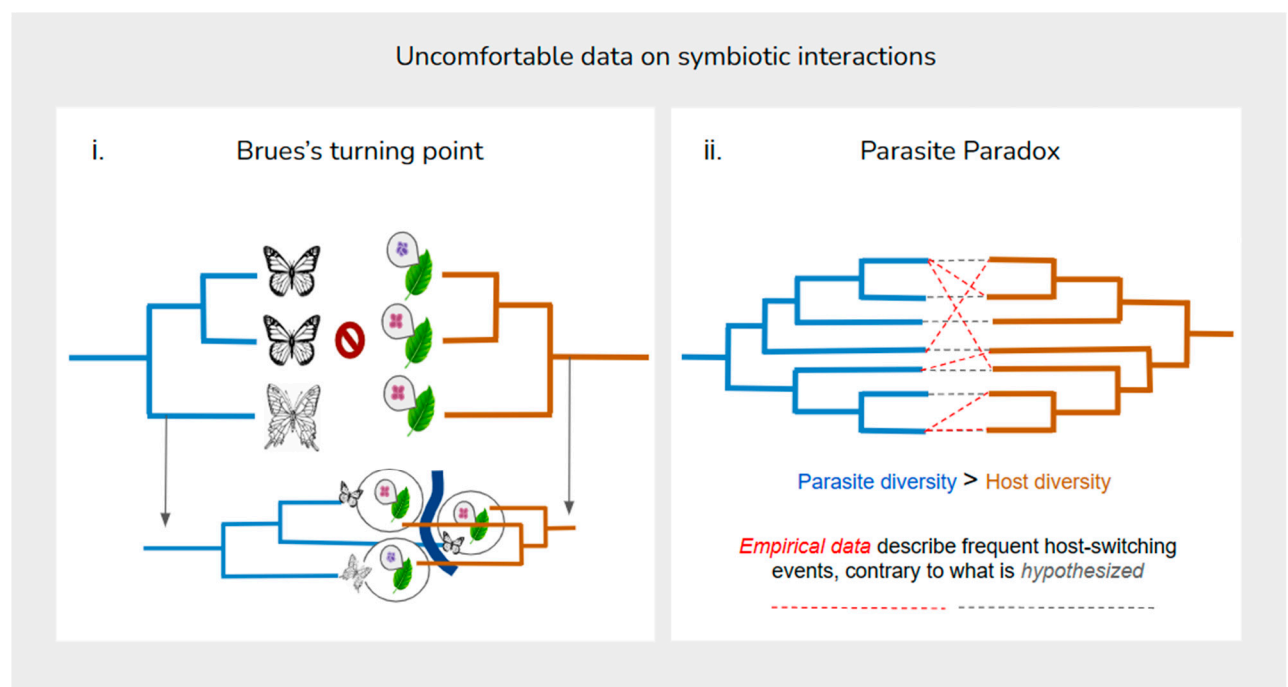 Uncomfortable data on symbiotic interactions
i.
Brues's turning point
ii.
Parasite Paradox
Parasite diversity > Host diversity
Empirical data describe frequent host-switching
events, contrary to what is hypothesized